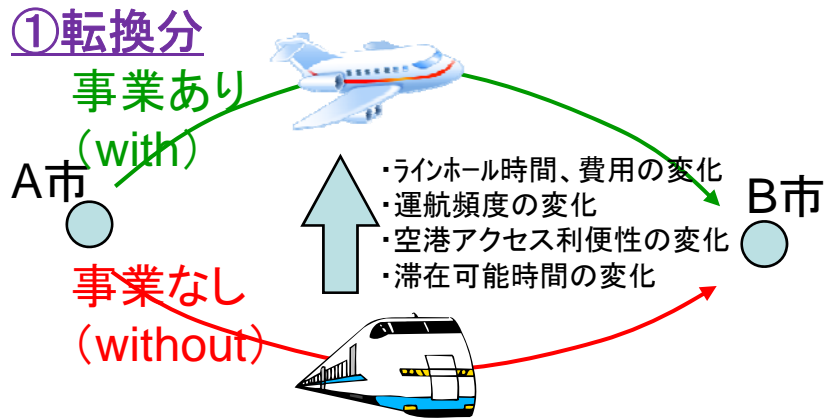 ①転換分
事業あり
(with)
A市
・ラインホール時間、費用の変化
・運航頻度の変化
・空港アクセス利便性の変化
・滞在可能時間の変化
B市
事業なし
(without)